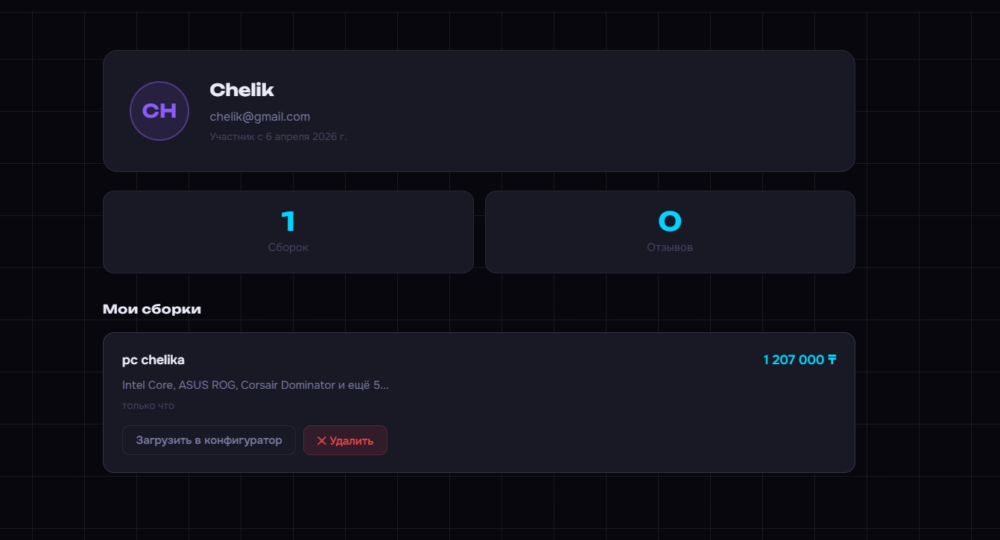 CH
Chelik
chelik@gmail.com
Участник с 6 апреля 2026 г.
1
Сборок
0
Отзывов
Мои сборки
pc chelika
1 207 000 ₸
Intel Core, ASUS ROG, Corsair Dominator и ещё 5...
только что
Загрузить в конфигуратор
✕ Удалить